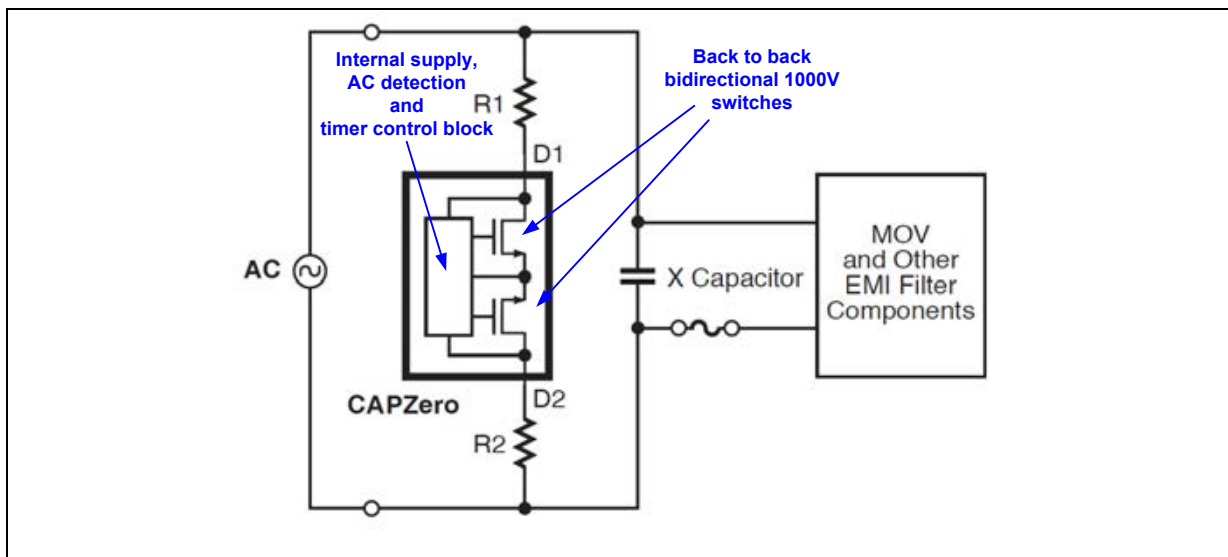 Internal supply,
AC detection
and
timer control block
Back to back
bidirectional 1000V
switches
R1
D1
AC
X Capacitor
MOV
and Other
EMI Filter
Components
CAPZero
D2
R2